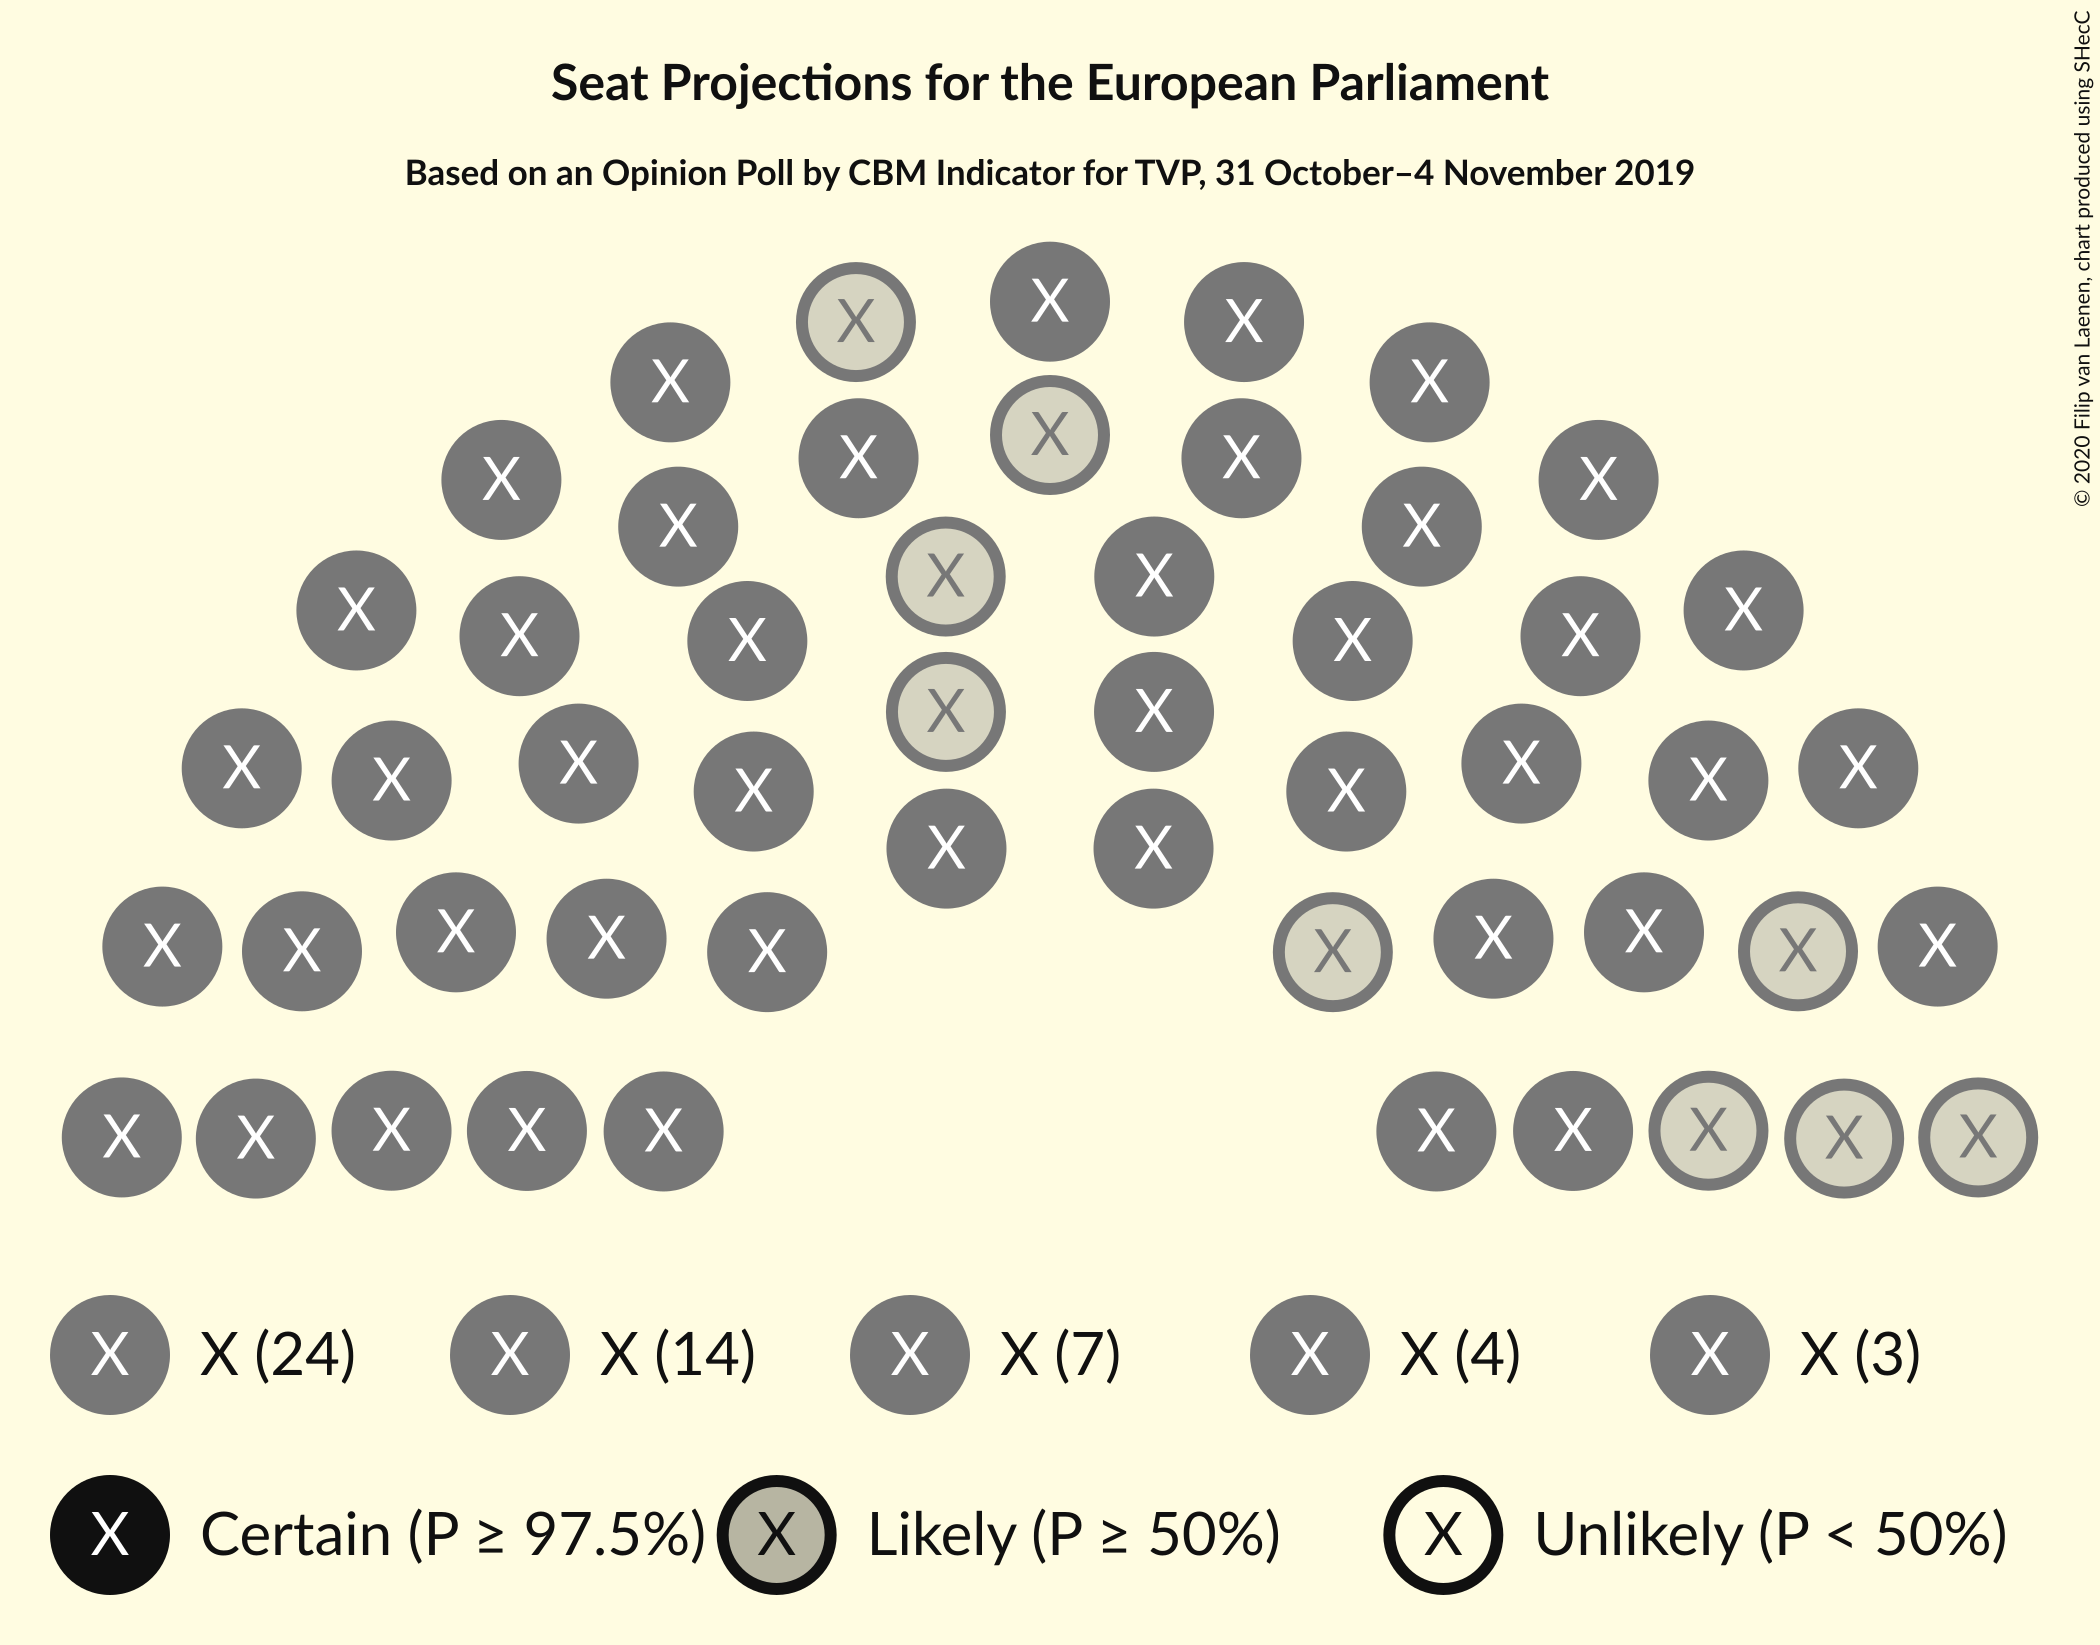 Seat Projections for the European Parliament
Based on an Opinion Poll by CBM Indicator for TVP, 31 October–4 November 2019
© 2020 Filip van Laenen, chart produced using SHecC
X
X X
X X
X
X X
X X
X X
X X
X X
X X
X X
X X
X X
X X
X X
X X
X X
X X X X
X X
X X X X X X X X
X X
X X X X X X
X X X X X X X X X X
X X (24) X X (14) X X (7) X X (4) X X (3)
X Certain (P ≥ 97.5%) X Likely (P ≥ 50%) X Unlikely (P < 50%)